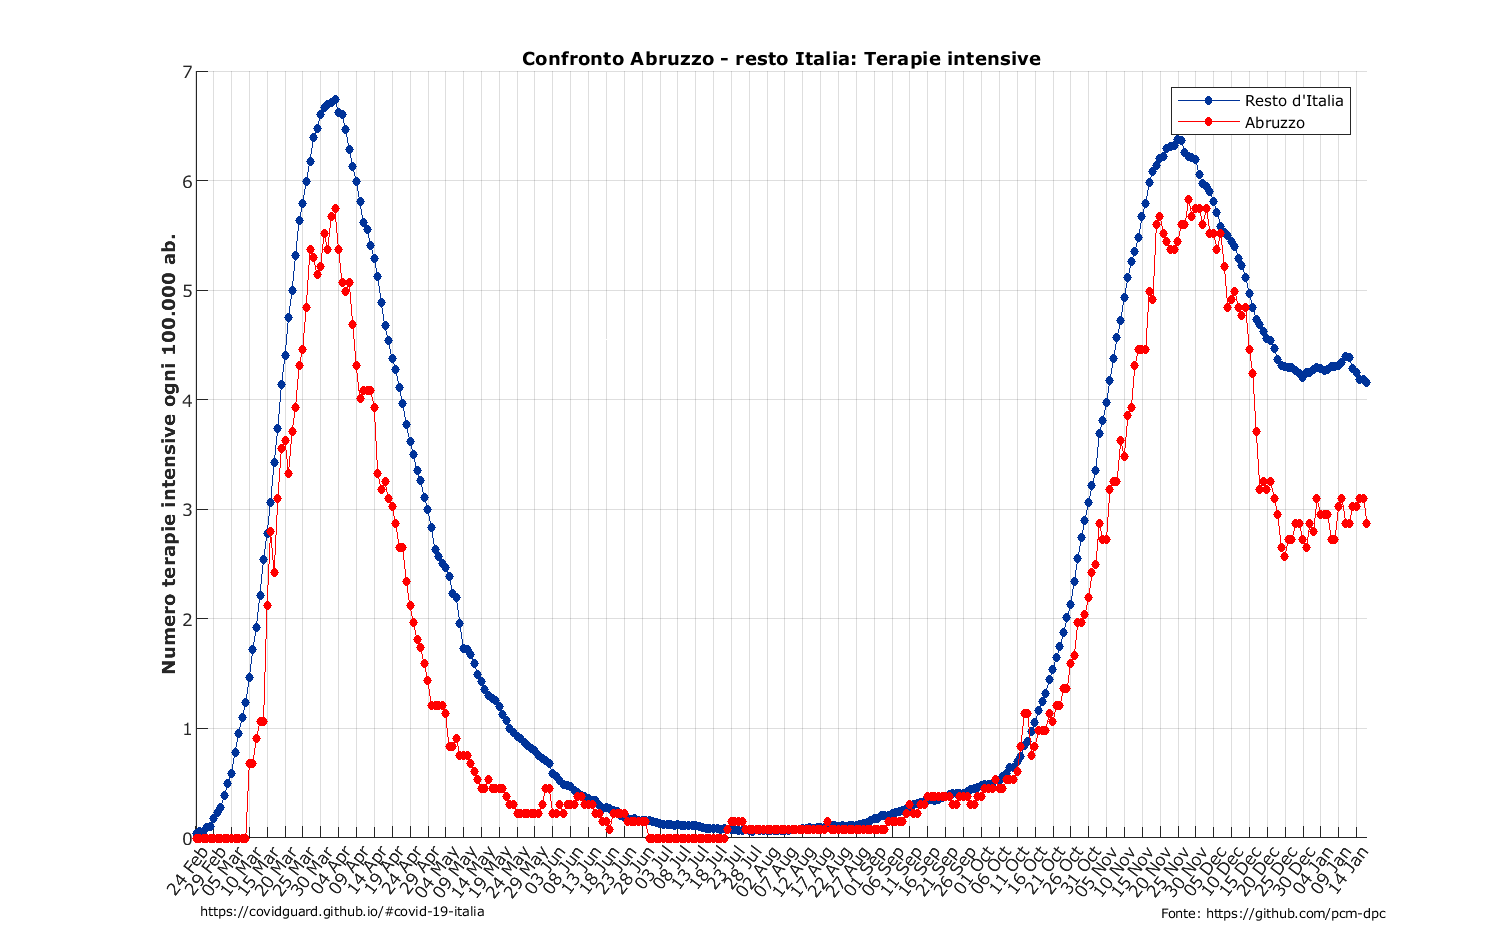 Confronto Abruzzo - resto Italia: Terapie intensive
Numero terapie intensive ogni 100.000 ab.
7
6
5
4
3
2
1
0
Resto d'Italia
Abruzzo
24 Feb
29 Feb
05 Mar
10 Mar
15 Mar
20 Mar
25 Mar
30 Mar
04 Apr
09 Apr
14 Apr
19 Apr
24 Apr
29 Apr
04 May
09 May
14 May
19 May
24 May
29 May
03 Jun
08 Jun
13 Jun
18 Jun
23 Jun
28 Jun
03 Jul
08 Jul
13 Jul
18 Jul
23 Jul
28 Jul
02 Aug
07 Aug
12 Aug
17 Aug
22 Aug
27 Aug
01 Sep
06 Sep
11 Sep
16 Sep
21 Sep
26 Sep
01 Oct
06 Oct
11 Oct
16 Oct
21 Oct
26 Oct
31 Oct
05 Nov
10 Nov
15 Nov
20 Nov
25 Nov
30 Nov
05 Dec
10 Dec
15 Dec
20 Dec
25 Dec
30 Dec
04 Jan
09 Jan
14 Jan
https://covidguard.github.io/#covid-19-italia
Fonte: https://github.com/pcm-dpc